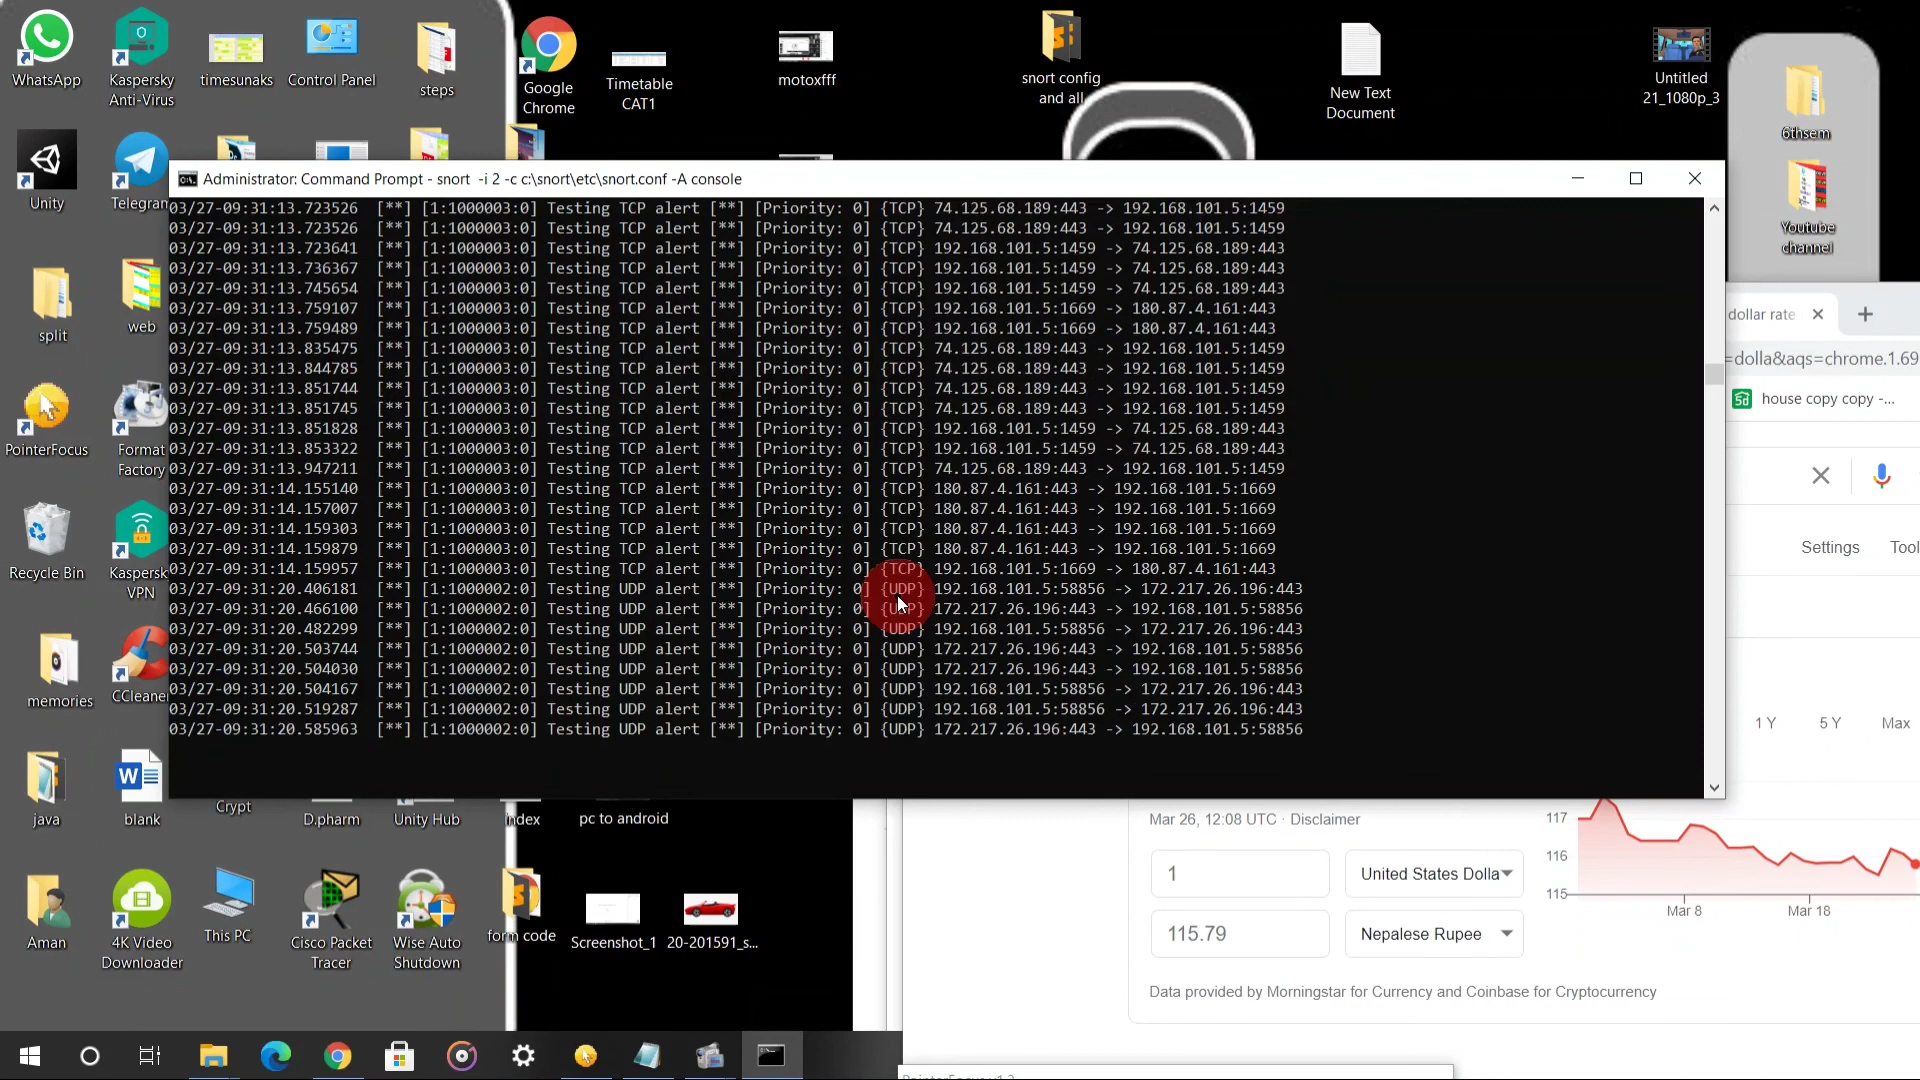 WhatsApp
Kaspersky
Anti-Virus
timesunaks
Control Panel
steps
Google
Chrome
Timetable
CAT1
motoxfff
snort config
and all
New Text
Document
Untitled
21_1080p_3
6thsem
Youtube
channel
Unity
Telegram
split
web
PointerFocus
Format
Factory
Recycle Bin
Kaspersk
VPN
memories
CCleaner
java
blank
Crypt
D.pharm
Unity Hub
index
pc to android
Aman
4K Video
Downloader
This PC
Cisco Packet
Tracer
Wise Auto
Shutdown
form code
Screenshot_1
20-201591_s...
Administrator: Command Prompt - snort  -i 2 -c c:\snort\etc\snort.conf -A console
03/27-09:31:13.723526  [**] [1:1000003:0] Testing TCP alert [**] [Priority: 0] {TCP} 74.125.68.189:443 -> 192.168.101.5:1459
03/27-09:31:13.723526  [**] [1:1000003:0] Testing TCP alert [**] [Priority: 0] {TCP} 74.125.68.189:443 -> 192.168.101.5:1459
03/27-09:31:13.723641  [**] [1:1000003:0] Testing TCP alert [**] [Priority: 0] {TCP} 192.168.101.5:1459 -> 74.125.68.189:443
03/27-09:31:13.736367  [**] [1:1000003:0] Testing TCP alert [**] [Priority: 0] {TCP} 192.168.101.5:1459 -> 74.125.68.189:443
03/27-09:31:13.745654  [**] [1:1000003:0] Testing TCP alert [**] [Priority: 0] {TCP} 192.168.101.5:1459 -> 74.125.68.189:443
03/27-09:31:13.759107  [**] [1:1000003:0] Testing TCP alert [**] [Priority: 0] {TCP} 192.168.101.5:1669 -> 180.87.4.161:443
03/27-09:31:13.759489  [**] [1:1000003:0] Testing TCP alert [**] [Priority: 0] {TCP} 192.168.101.5:1669 -> 180.87.4.161:443
03/27-09:31:13.835475  [**] [1:1000003:0] Testing TCP alert [**] [Priority: 0] {TCP} 74.125.68.189:443 -> 192.168.101.5:1459
03/27-09:31:13.844785  [**] [1:1000003:0] Testing TCP alert [**] [Priority: 0] {TCP} 74.125.68.189:443 -> 192.168.101.5:1459
03/27-09:31:13.851744  [**] [1:1000003:0] Testing TCP alert [**] [Priority: 0] {TCP} 74.125.68.189:443 -> 192.168.101.5:1459
03/27-09:31:13.851745  [**] [1:1000003:0] Testing TCP alert [**] [Priority: 0] {TCP} 74.125.68.189:443 -> 192.168.101.5:1459
03/27-09:31:13.851828  [**] [1:1000003:0] Testing TCP alert [**] [Priority: 0] {TCP} 192.168.101.5:1459 -> 74.125.68.189:443
03/27-09:31:13.853322  [**] [1:1000003:0] Testing TCP alert [**] [Priority: 0] {TCP} 192.168.101.5:1459 -> 74.125.68.189:443
03/27-09:31:13.947211  [**] [1:1000003:0] Testing TCP alert [**] [Priority: 0] {TCP} 74.125.68.189:443 -> 192.168.101.5:1459
03/27-09:31:14.155140  [**] [1:1000003:0] Testing TCP alert [**] [Priority: 0] {TCP} 180.87.4.161:443 -> 192.168.101.5:1669
03/27-09:31:14.157007  [**] [1:1000003:0] Testing TCP alert [**] [Priority: 0] {TCP} 180.87.4.161:443 -> 192.168.101.5:1669
03/27-09:31:14.159303  [**] [1:1000003:0] Testing TCP alert [**] [Priority: 0] {TCP} 180.87.4.161:443 -> 192.168.101.5:1669
03/27-09:31:14.159879  [**] [1:1000003:0] Testing TCP alert [**] [Priority: 0] {TCP} 180.87.4.161:443 -> 192.168.101.5:1669
03/27-09:31:14.159957  [**] [1:1000003:0] Testing TCP alert [**] [Priority: 0] {TCP} 192.168.101.5:1669 -> 180.87.4.161:443
03/27-09:31:20.406181  [**] [1:1000002:0] Testing UDP alert [**] [Priority: 0] {UDP} 192.168.101.5:58856 -> 172.217.26.196:443
03/27-09:31:20.466100  [**] [1:1000002:0] Testing UDP alert [**] [Priority: 0] {UDP} 172.217.26.196:443 -> 192.168.101.5:58856
03/27-09:31:20.482299  [**] [1:1000002:0] Testing UDP alert [**] [Priority: 0] {UDP} 192.168.101.5:58856 -> 172.217.26.196:443
03/27-09:31:20.503744  [**] [1:1000002:0] Testing UDP alert [**] [Priority: 0] {UDP} 172.217.26.196:443 -> 192.168.101.5:58856
03/27-09:31:20.504030  [**] [1:1000002:0] Testing UDP alert [**] [Priority: 0] {UDP} 172.217.26.196:443 -> 192.168.101.5:58856
03/27-09:31:20.504167  [**] [1:1000002:0] Testing UDP alert [**] [Priority: 0] {UDP} 192.168.101.5:58856 -> 172.217.26.196:443
03/27-09:31:20.519287  [**] [1:1000002:0] Testing UDP alert [**] [Priority: 0] {UDP} 192.168.101.5:58856 -> 172.217.26.196:443
03/27-09:31:20.585963  [**] [1:1000002:0] Testing UDP alert [**] [Priority: 0] {UDP} 172.217.26.196:443 -> 192.168.101.5:58856
dollar rate
=dolla&aqs=chrome.1.69
house copy copy -...
Settings
Tool
1 Y
5 Y
Max
Mar 26, 12:08 UTC · Disclaimer
1
United States Dolla
115.79
Nepalese Rupee
117
116
115
Mar 8
Mar 18
Data provided by Morningstar for Currency and Coinbase for Cryptocurrency